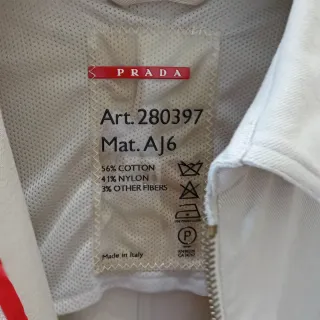 PRADA
Art. 280397
Mat. AJ6
56% COTTON
41% NYLON
3% OTHER FIBERS
P
Made in Italy